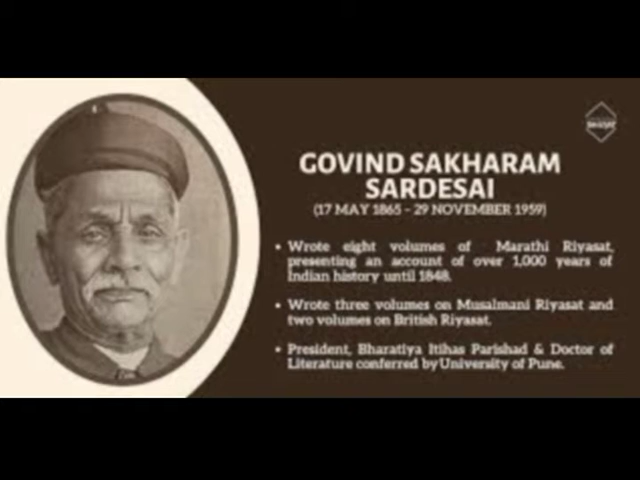 GOVIND SAKHARAM
SARDESAI
(17 MAY 1865 – 29 NOVEMBER 1959)
• Wrote eight volumes of Marathi Riyasat,
presenting an account of over 1,000 years of
Indian history until 1848.
• Wrote three volumes on Musalmani Riyasat and
two volumes on British Riyasat.
• President, Bharatiya Itihas Parishad & Doctor of
Literature conferred by University of Pune.